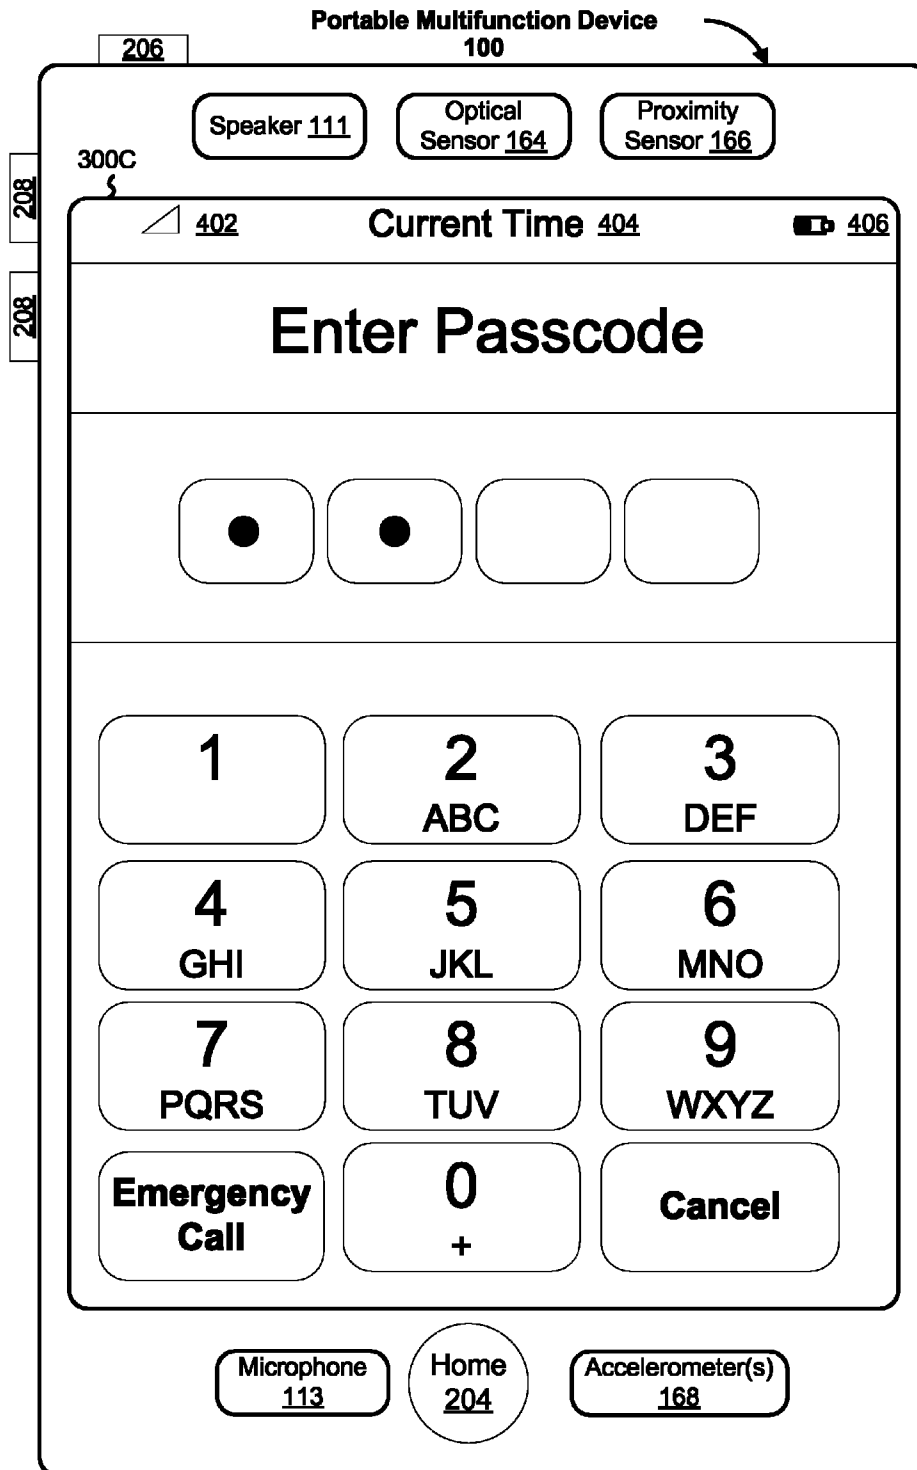 Portable Multifunction Device
100
206
Speaker 111
Optical
Sensor 164
Proximity
Sensor 166
300C
208
208
402
Current Time 404
406
Enter Passcode
1
2
ABC
3
DEF
4
GHI
5
JKL
6
MNO
7
PQRS
8
TUV
9
WXYZ
Emergency
Call
0
+
Cancel
Microphone
113
Home
204
Accelerometer(s)
168